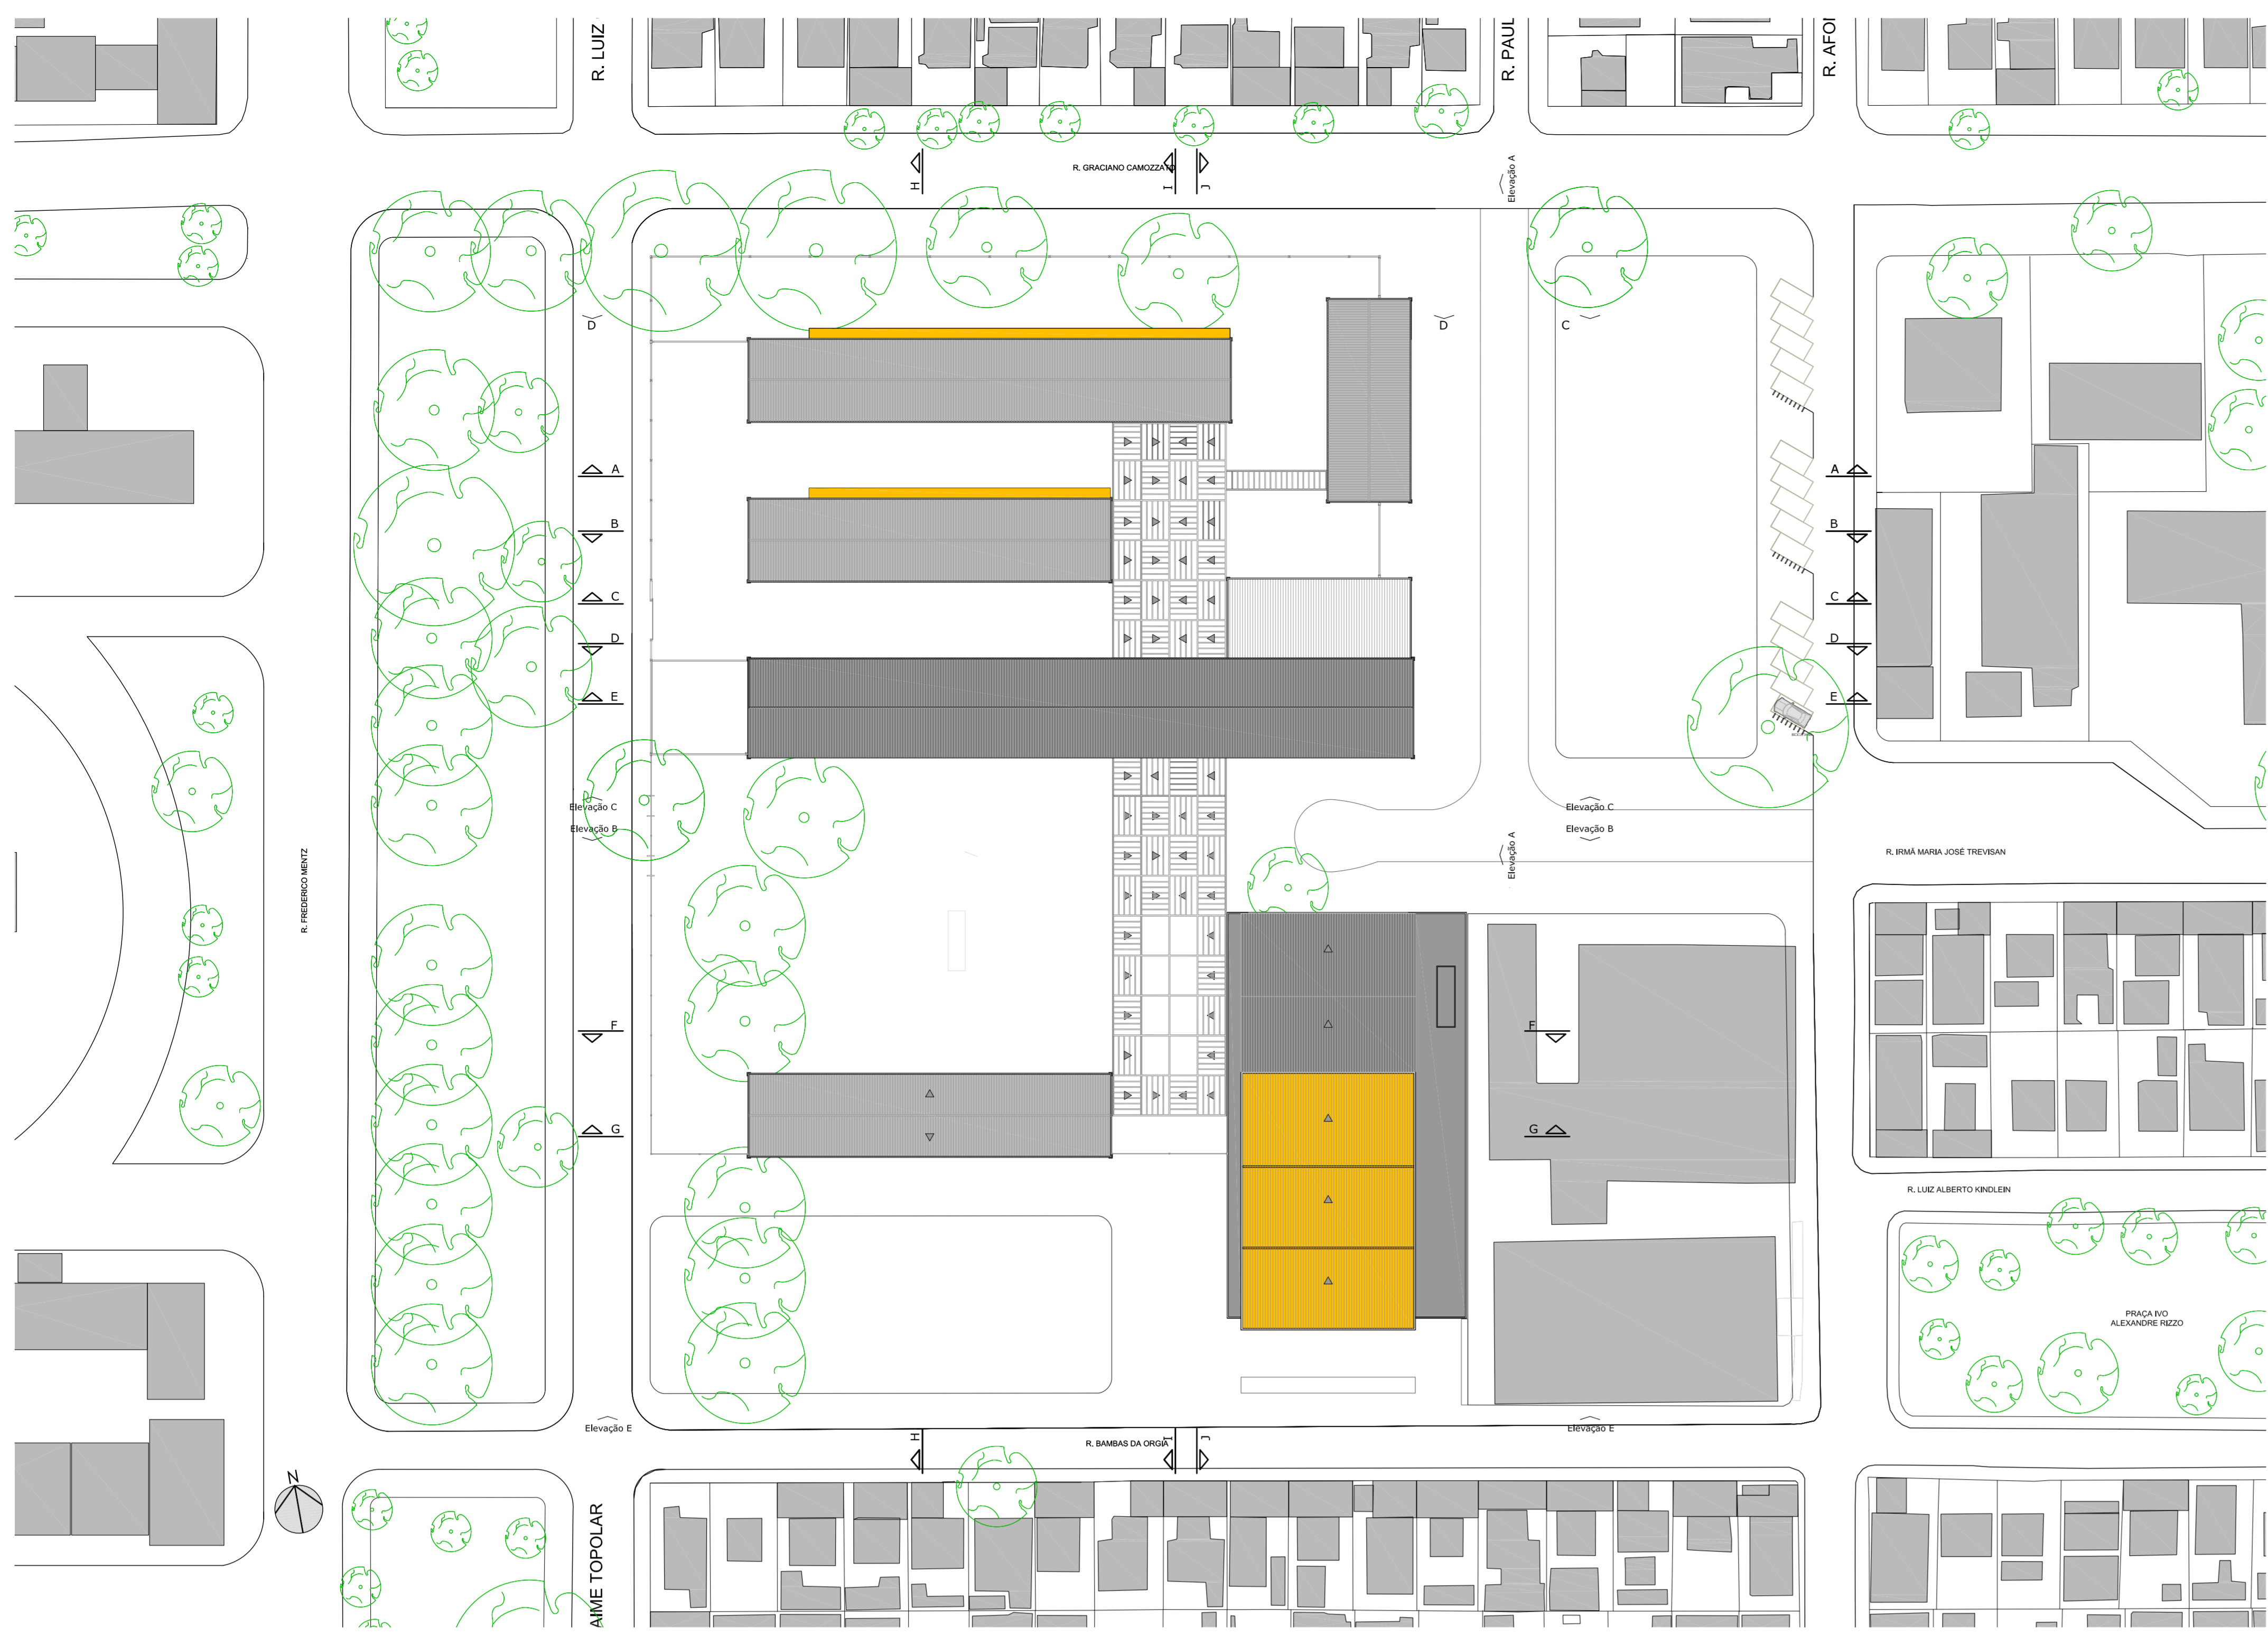 R. LUIZ
R. PAUL
R. AFO
R. GRACIANO CAMOZZATO
H
I
J
Elevação A
D
D
C
A
A
B
B
C
C
D
D
E
E
Elevação C
Elevação C
Elevação B
Elevação B
Elevação A
R. IRMÃ MARIA JOSÉ TREVISAN
R. FREDERICO MENTZ
F
F
G
G
R. LUIZ ALBERTO KINDLEIN
PRAÇA IVO
ALEXANDRE RIZZO
Elevação E
Elevação E
H
I
J
R. BAMBAS DA ORGIA
N
AIME TOPOLAR